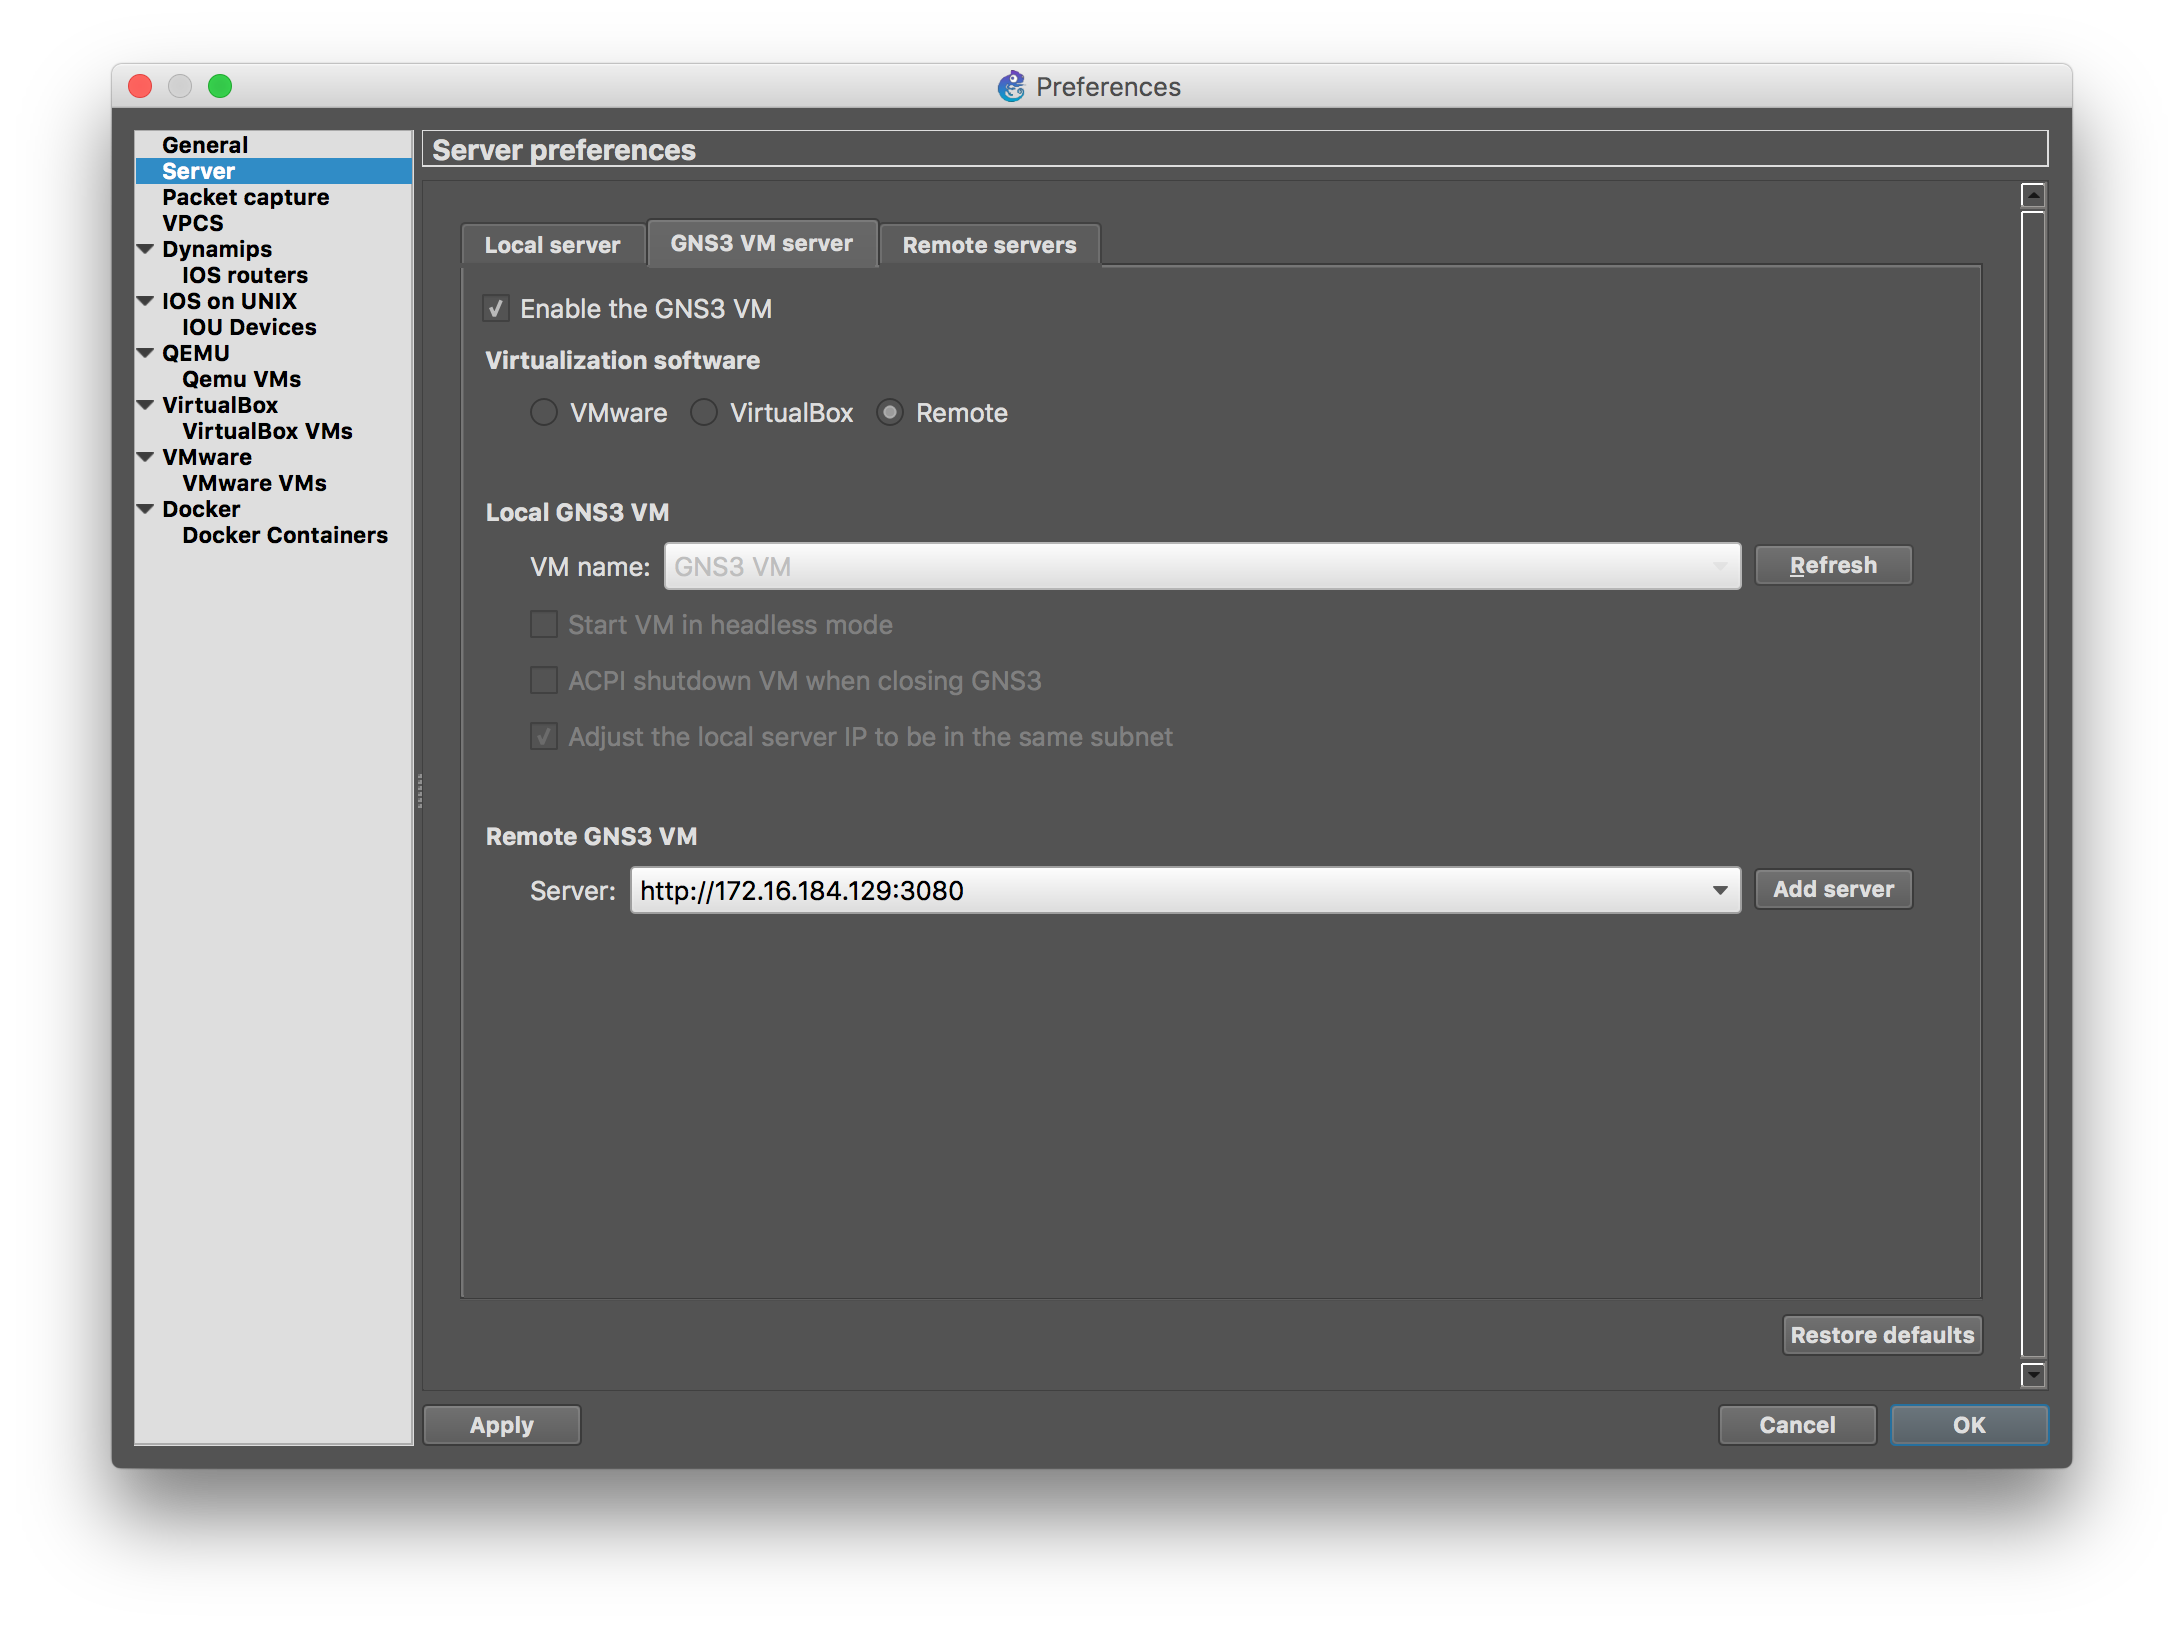 Preferences
General
Server
Packet capture
VPCS
Dynamips
IOS routers
IOS on UNIX
IOU Devices
QEMU
Qemu VMs
VirtualBox
VirtualBox VMs
VMware
VMware VMs
Docker
Docker Containers
Server preferences
Local server GNS3 VM server Remote servers
Enable the GNS3 VM
Virtualization software
VMware VirtualBox Remote
Local GNS3 VM
VM name: GNS3 VM Refresh
Start VM in headless mode
ACPI shutdown VM when closing GNS3
Adjust the local server IP to be in the same subnet
Remote GNS3 VM
Server: http://172.16.184.129:3080 Add server
Restore defaults
Apply Cancel OK